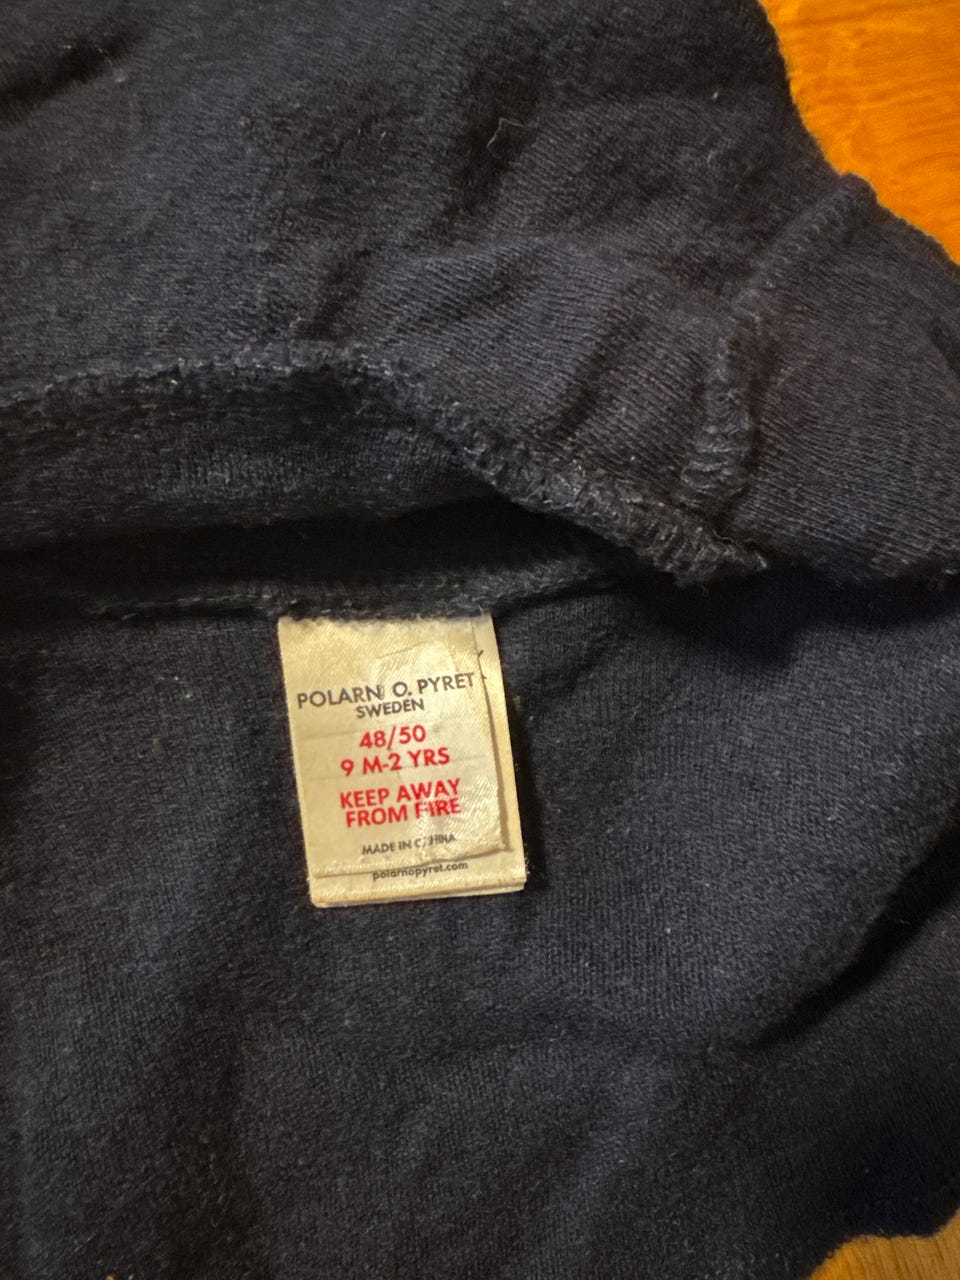 POLARN O. PYRET
SWEDEN
48/50
9 M-2 YRS
KEEP AWAY
FROM FIRE
MADE IN CHINA
polarnopyret.com